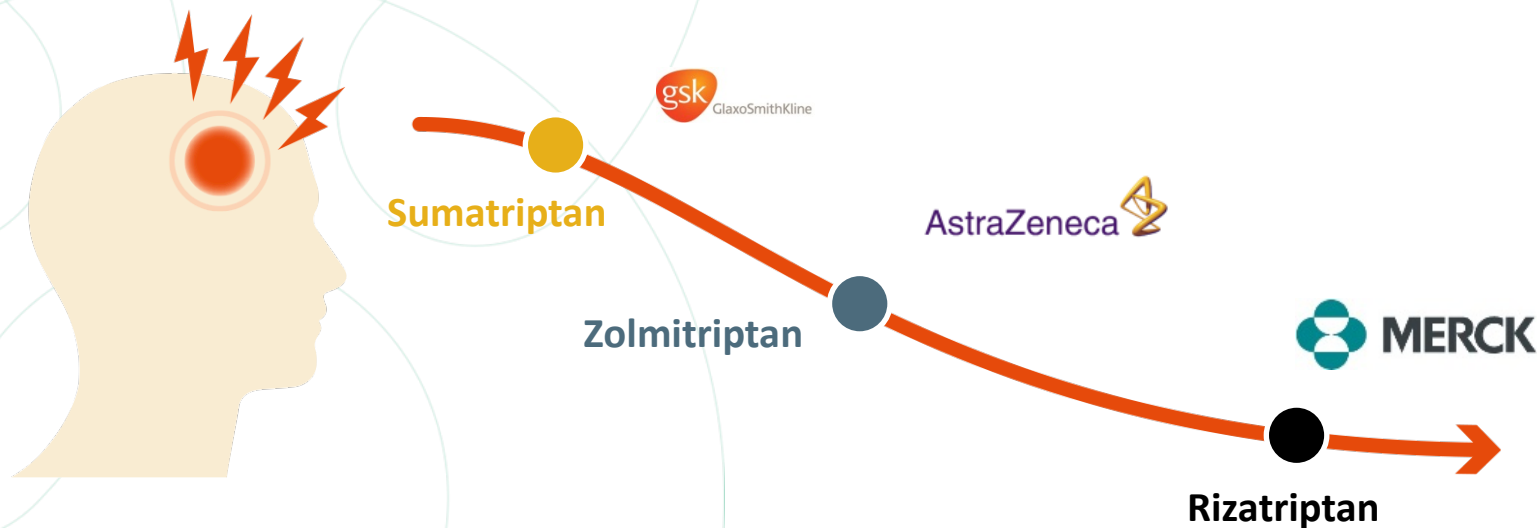 gsk
GlaxoSmithKline
Sumatriptan
AstraZeneca
Zolmitriptan
MERCK
Rizatriptan